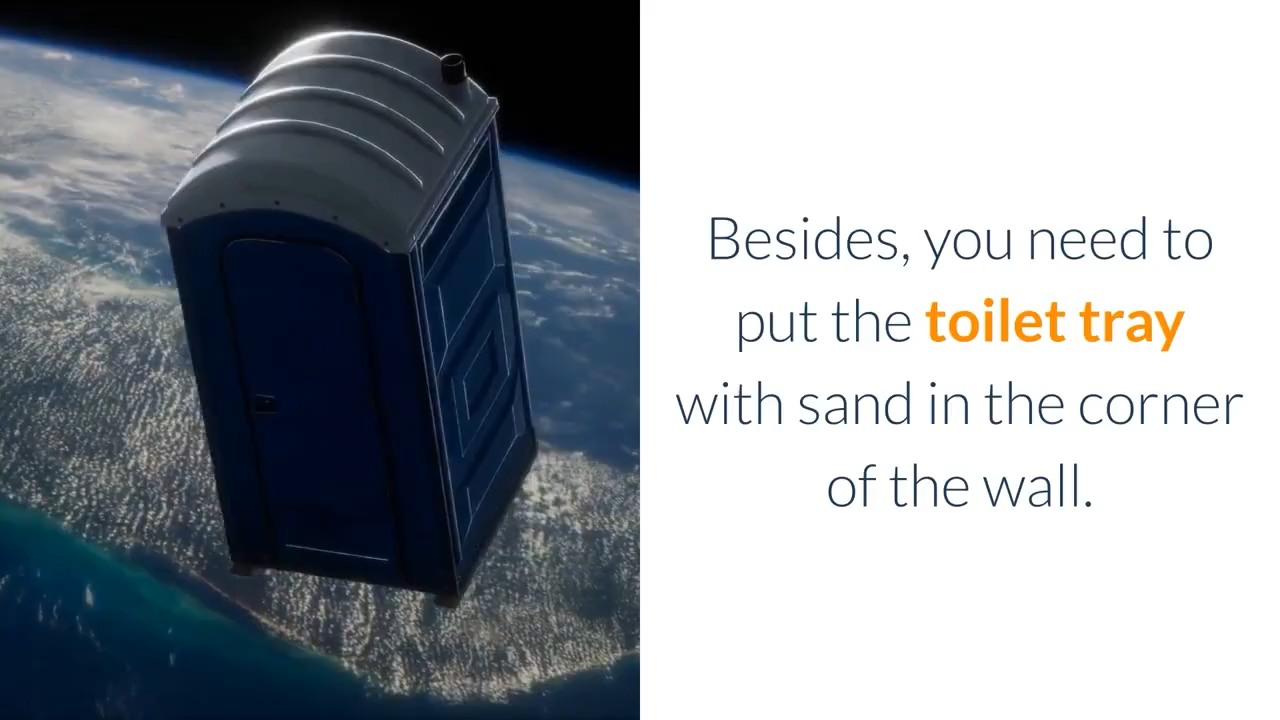 Besides, you need to
put the toilet tray
with sand in the corner
of the wall.